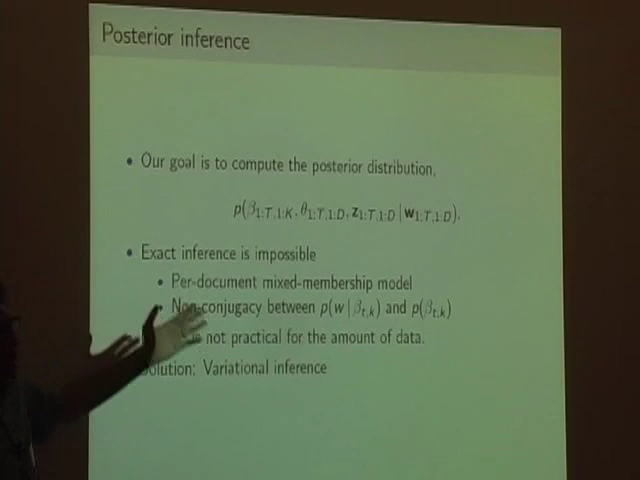 Posterior inference
• Our goal is to compute the posterior distribution,
p(β1:T,1:K, θ1:T,1:D, z1:T,1:D | w1:T,1:D).
• Exact inference is impossible
• Per-document mixed-membership model
• Non-conjugacy between p(w | βt,k) and p(βt,k)
not practical for the amount of data.
Solution: Variational inference